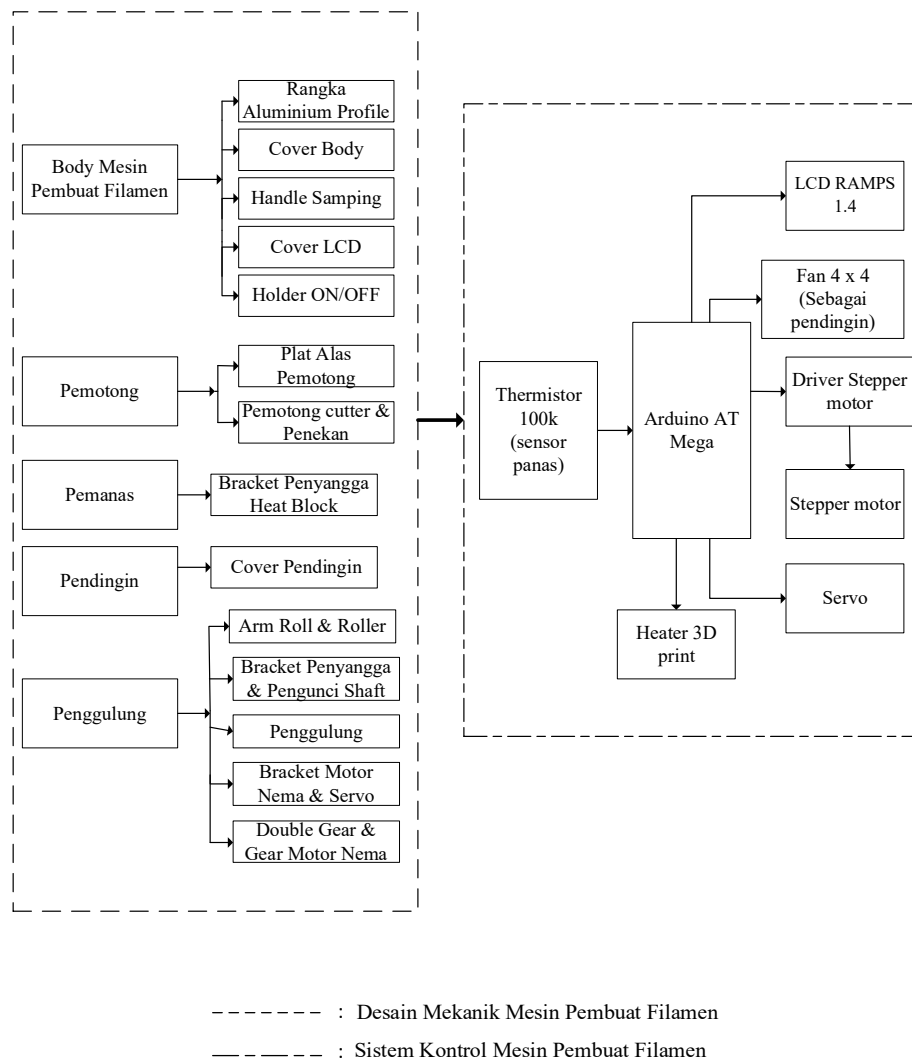 Body Mesin
Pembuat Filamen
Rangka
Aluminium Profile
Cover Body
Handle Samping
Cover LCD
Holder ON/OFF
Pemotong
Plat Alas
Pemotong
Pemotong cutter &
Penekan
Pemanas
Bracket Penyangga
Heat Block
Pendingin
Cover Pendingin
Penggulung
Arm Roll & Roller
Bracket Penyangga
& Pengunci Shaft
Penggulung
Bracket Motor
Nema & Servo
Double Gear &
Gear Motor Nema
Thermistor
100k
(sensor
panas)
Arduino AT
Mega
LCD RAMPS
1.4
Fan 4 x 4
(Sebagai
pendingin)
Driver Stepper
motor
Stepper motor
Servo
Heater 3D
print
: Desain Mekanik Mesin Pembuat Filamen
: Sistem Kontrol Mesin Pembuat Filamen